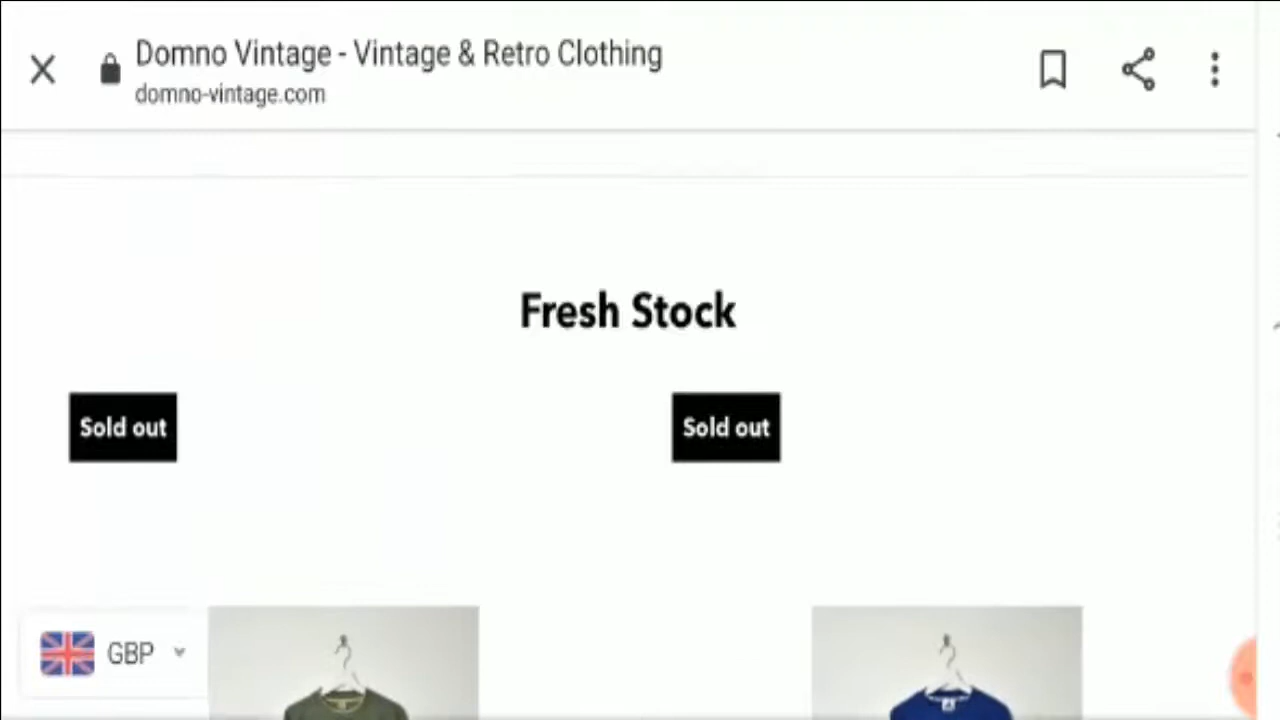 Domno Vintage - Vintage & Retro Clothing
domno-vintage.com
Fresh Stock
Sold out
Sold out
GBP